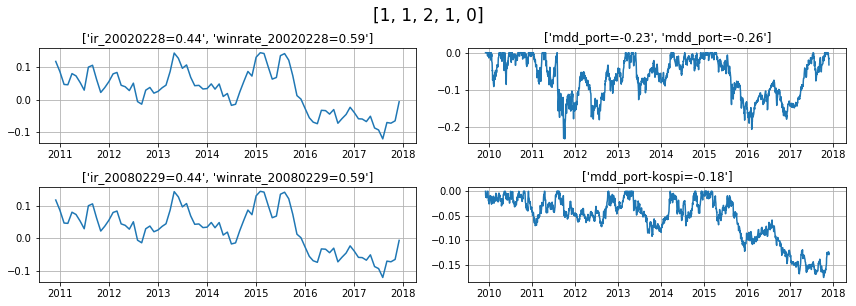 [1, 1, 2, 1, 0]
['ir_20020228=0.44', 'winrate_20020228=0.59']
0.1
0.0
−0.1
2011 2012 2013 2014 2015 2016 2017 2018
['mdd_port=-0.23', 'mdd_port=-0.26']
0.0
−0.1
−0.2
2010 2011 2012 2013 2014 2015 2016 2017 2018
['ir_20080229=0.44', 'winrate_20080229=0.59']
0.1
0.0
−0.1
2011 2012 2013 2014 2015 2016 2017 2018
['mdd_port-kospi=-0.18']
0.00
−0.05
−0.10
−0.15
2010 2011 2012 2013 2014 2015 2016 2017 2018